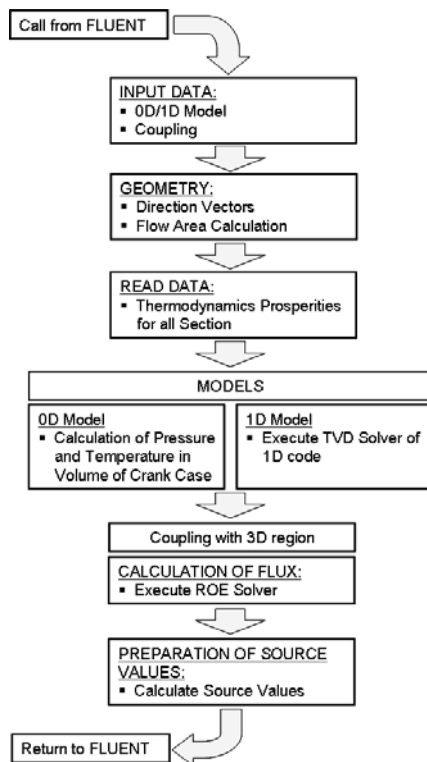 Call from FLUENT
INPUT DATA:
▪ 0D/1D Model
▪ Coupling
GEOMETRY:
▪ Direction Vectors
▪ Flow Area Calculation
READ DATA:
▪ Thermodynamics Prosperities
for all Section
MODELS
0D Model
▪ Calculation of Pressure
and Temperature in
Volume of Crank Case
1D Model
▪ Execute TVD Solver of
1D code
Coupling with 3D region
CALCULATION OF FLUX:
▪ Execute ROE Solver
PREPARATION OF SOURCE
VALUES:
▪ Calculate Source Values
Return to FLUENT